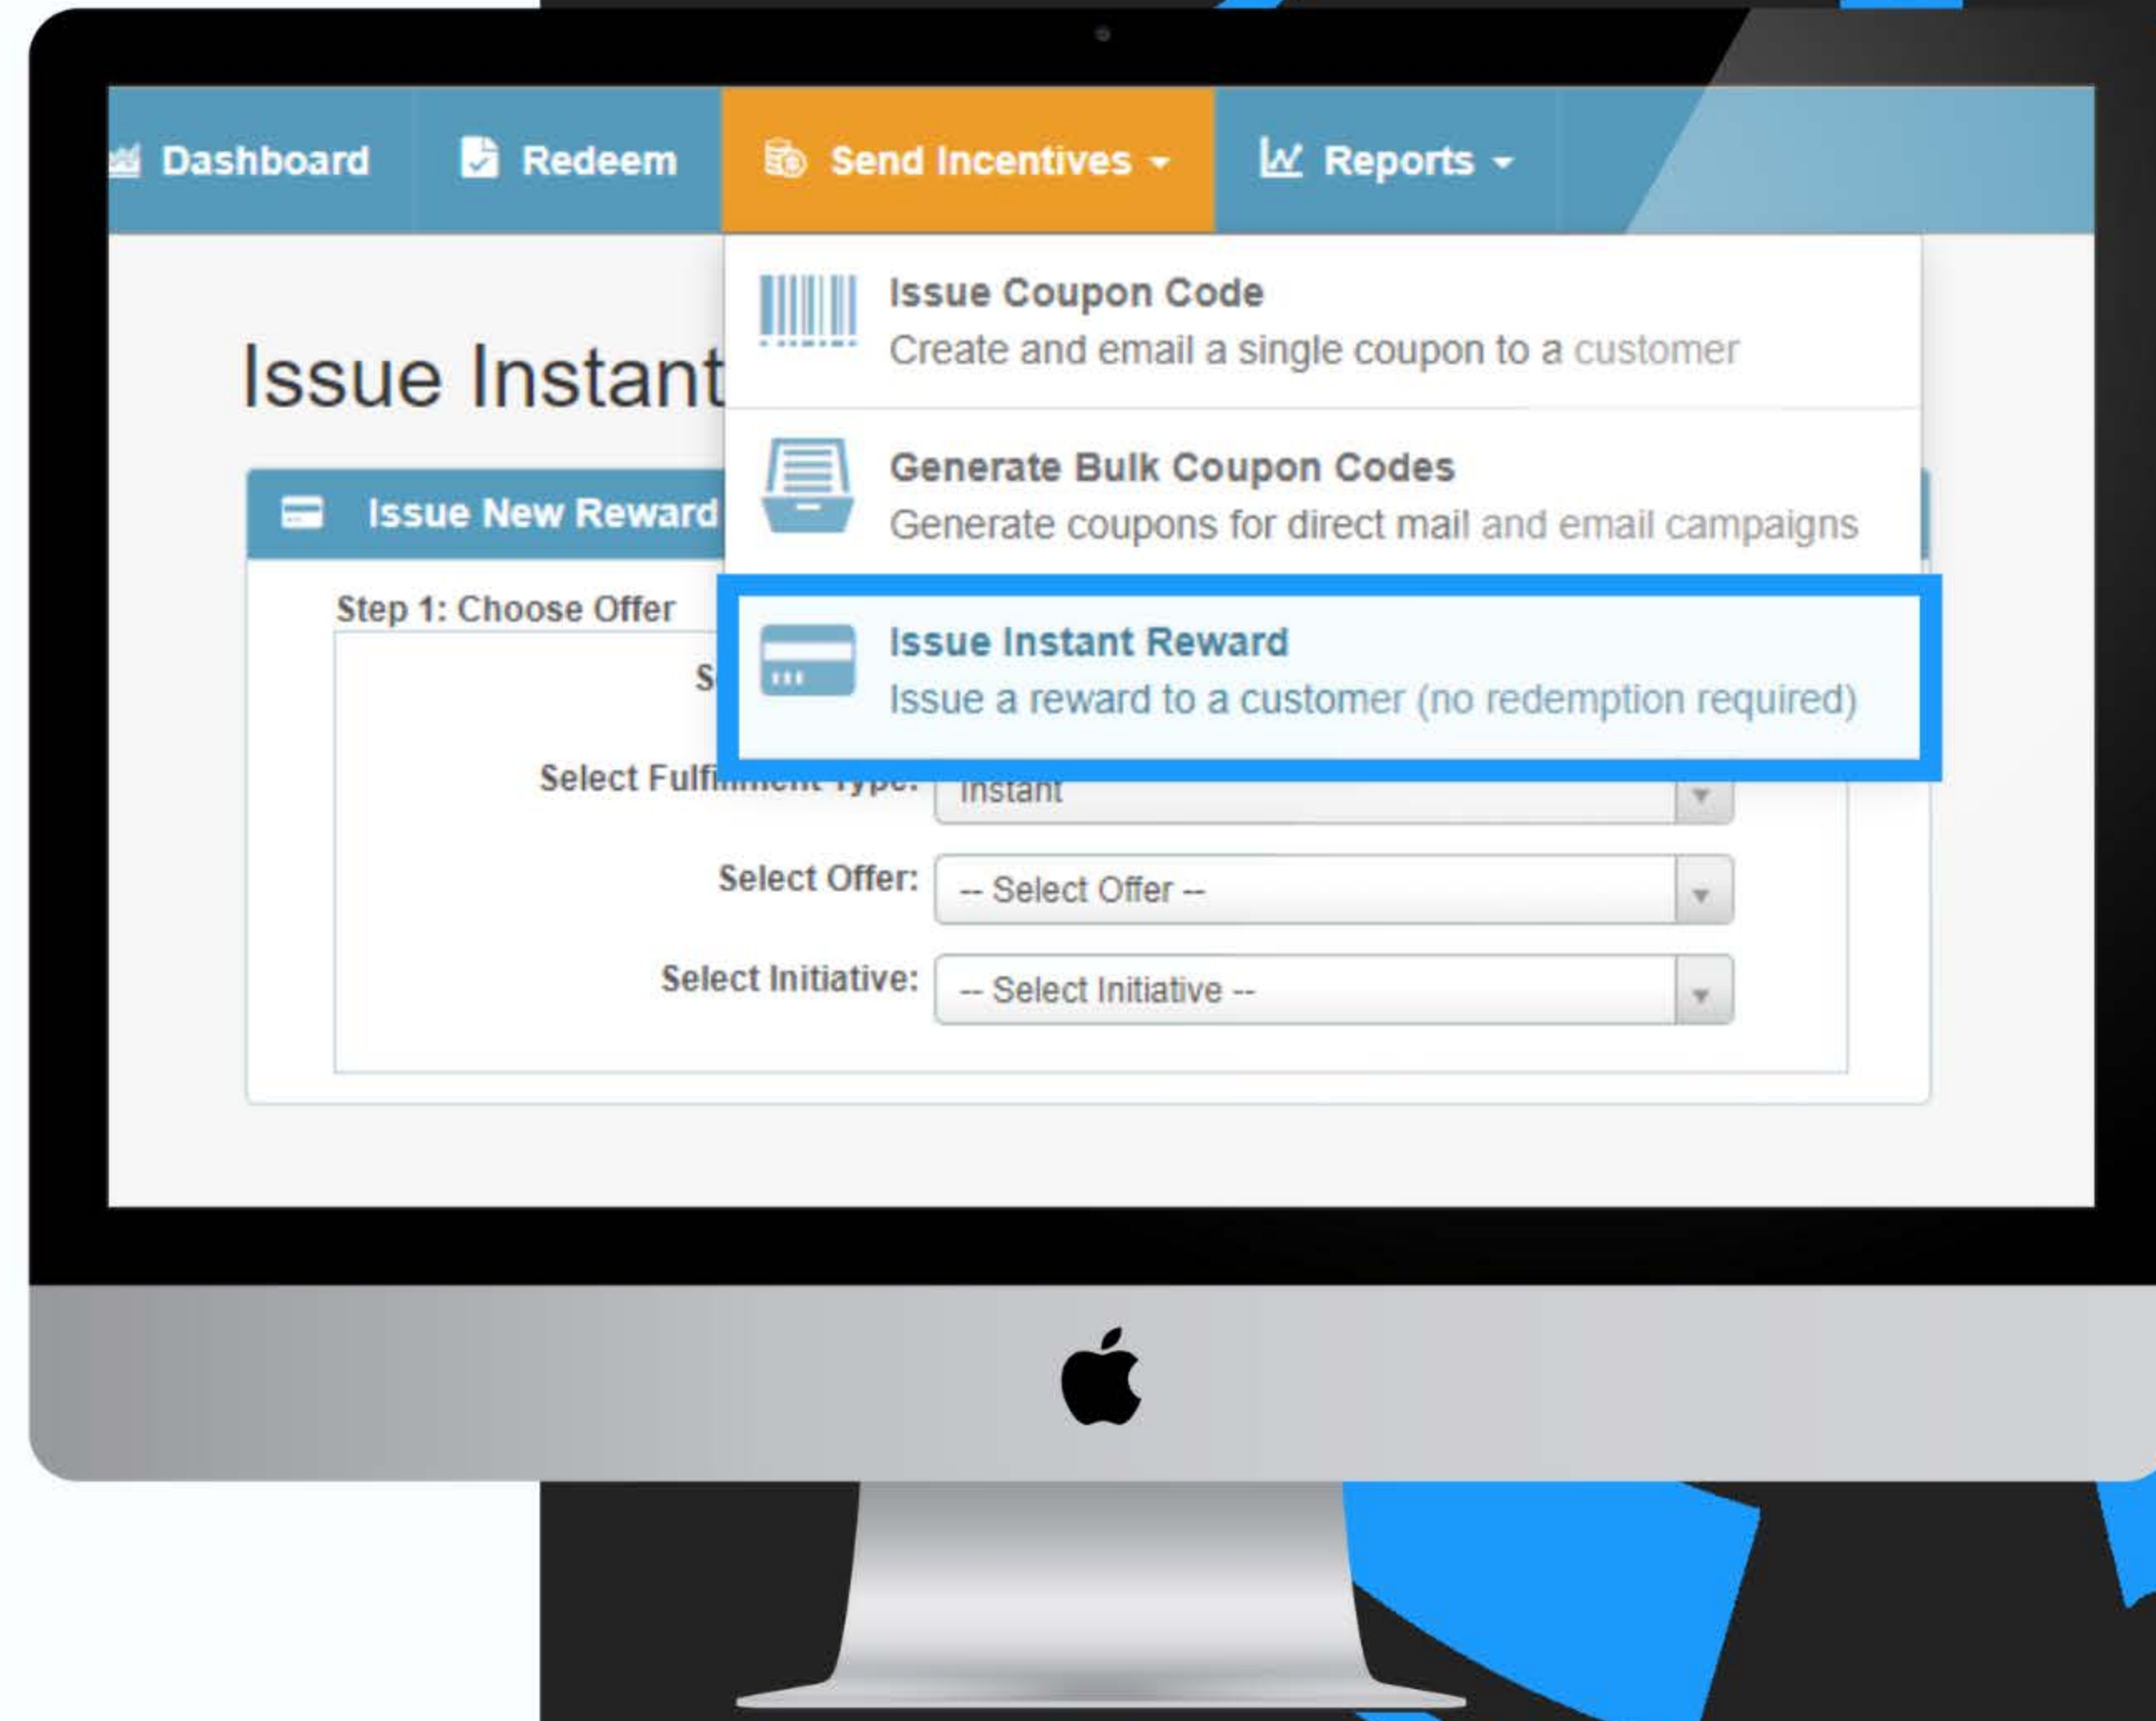 Dashboard
Redeem
Send Incentives
Reports
Issue Coupon Code
Create and email a single coupon to a customer
Generate Bulk Coupon Codes
Generate coupons for direct mail and email campaigns
Issue Instant Reward
Issue a reward to a customer (no redemption required)
Issue Instant
Issue New Reward
Step 1: Choose Offer
Select Type:
Instant
Select Offer:
-- Select Offer --
Select Initiative:
-- Select Initiative --